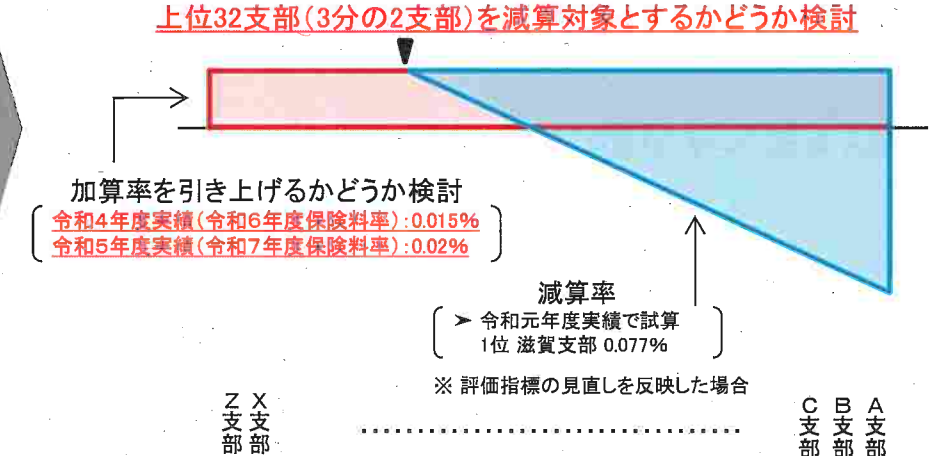 上位32支部(3分の2支部)を減算対象とするかどうか検討
加算率を引き上げるかどうか検討
令和4年度実績(令和6年度保険料率):0.015%
令和5年度実績(令和7年度保険料率):0.02%
減算率
➤ 令和元年度実績で試算
1位 滋賀支部 0.077%
※ 評価指標の見直しを反映した場合
Z支部
X支部
C支部
B支部
A支部